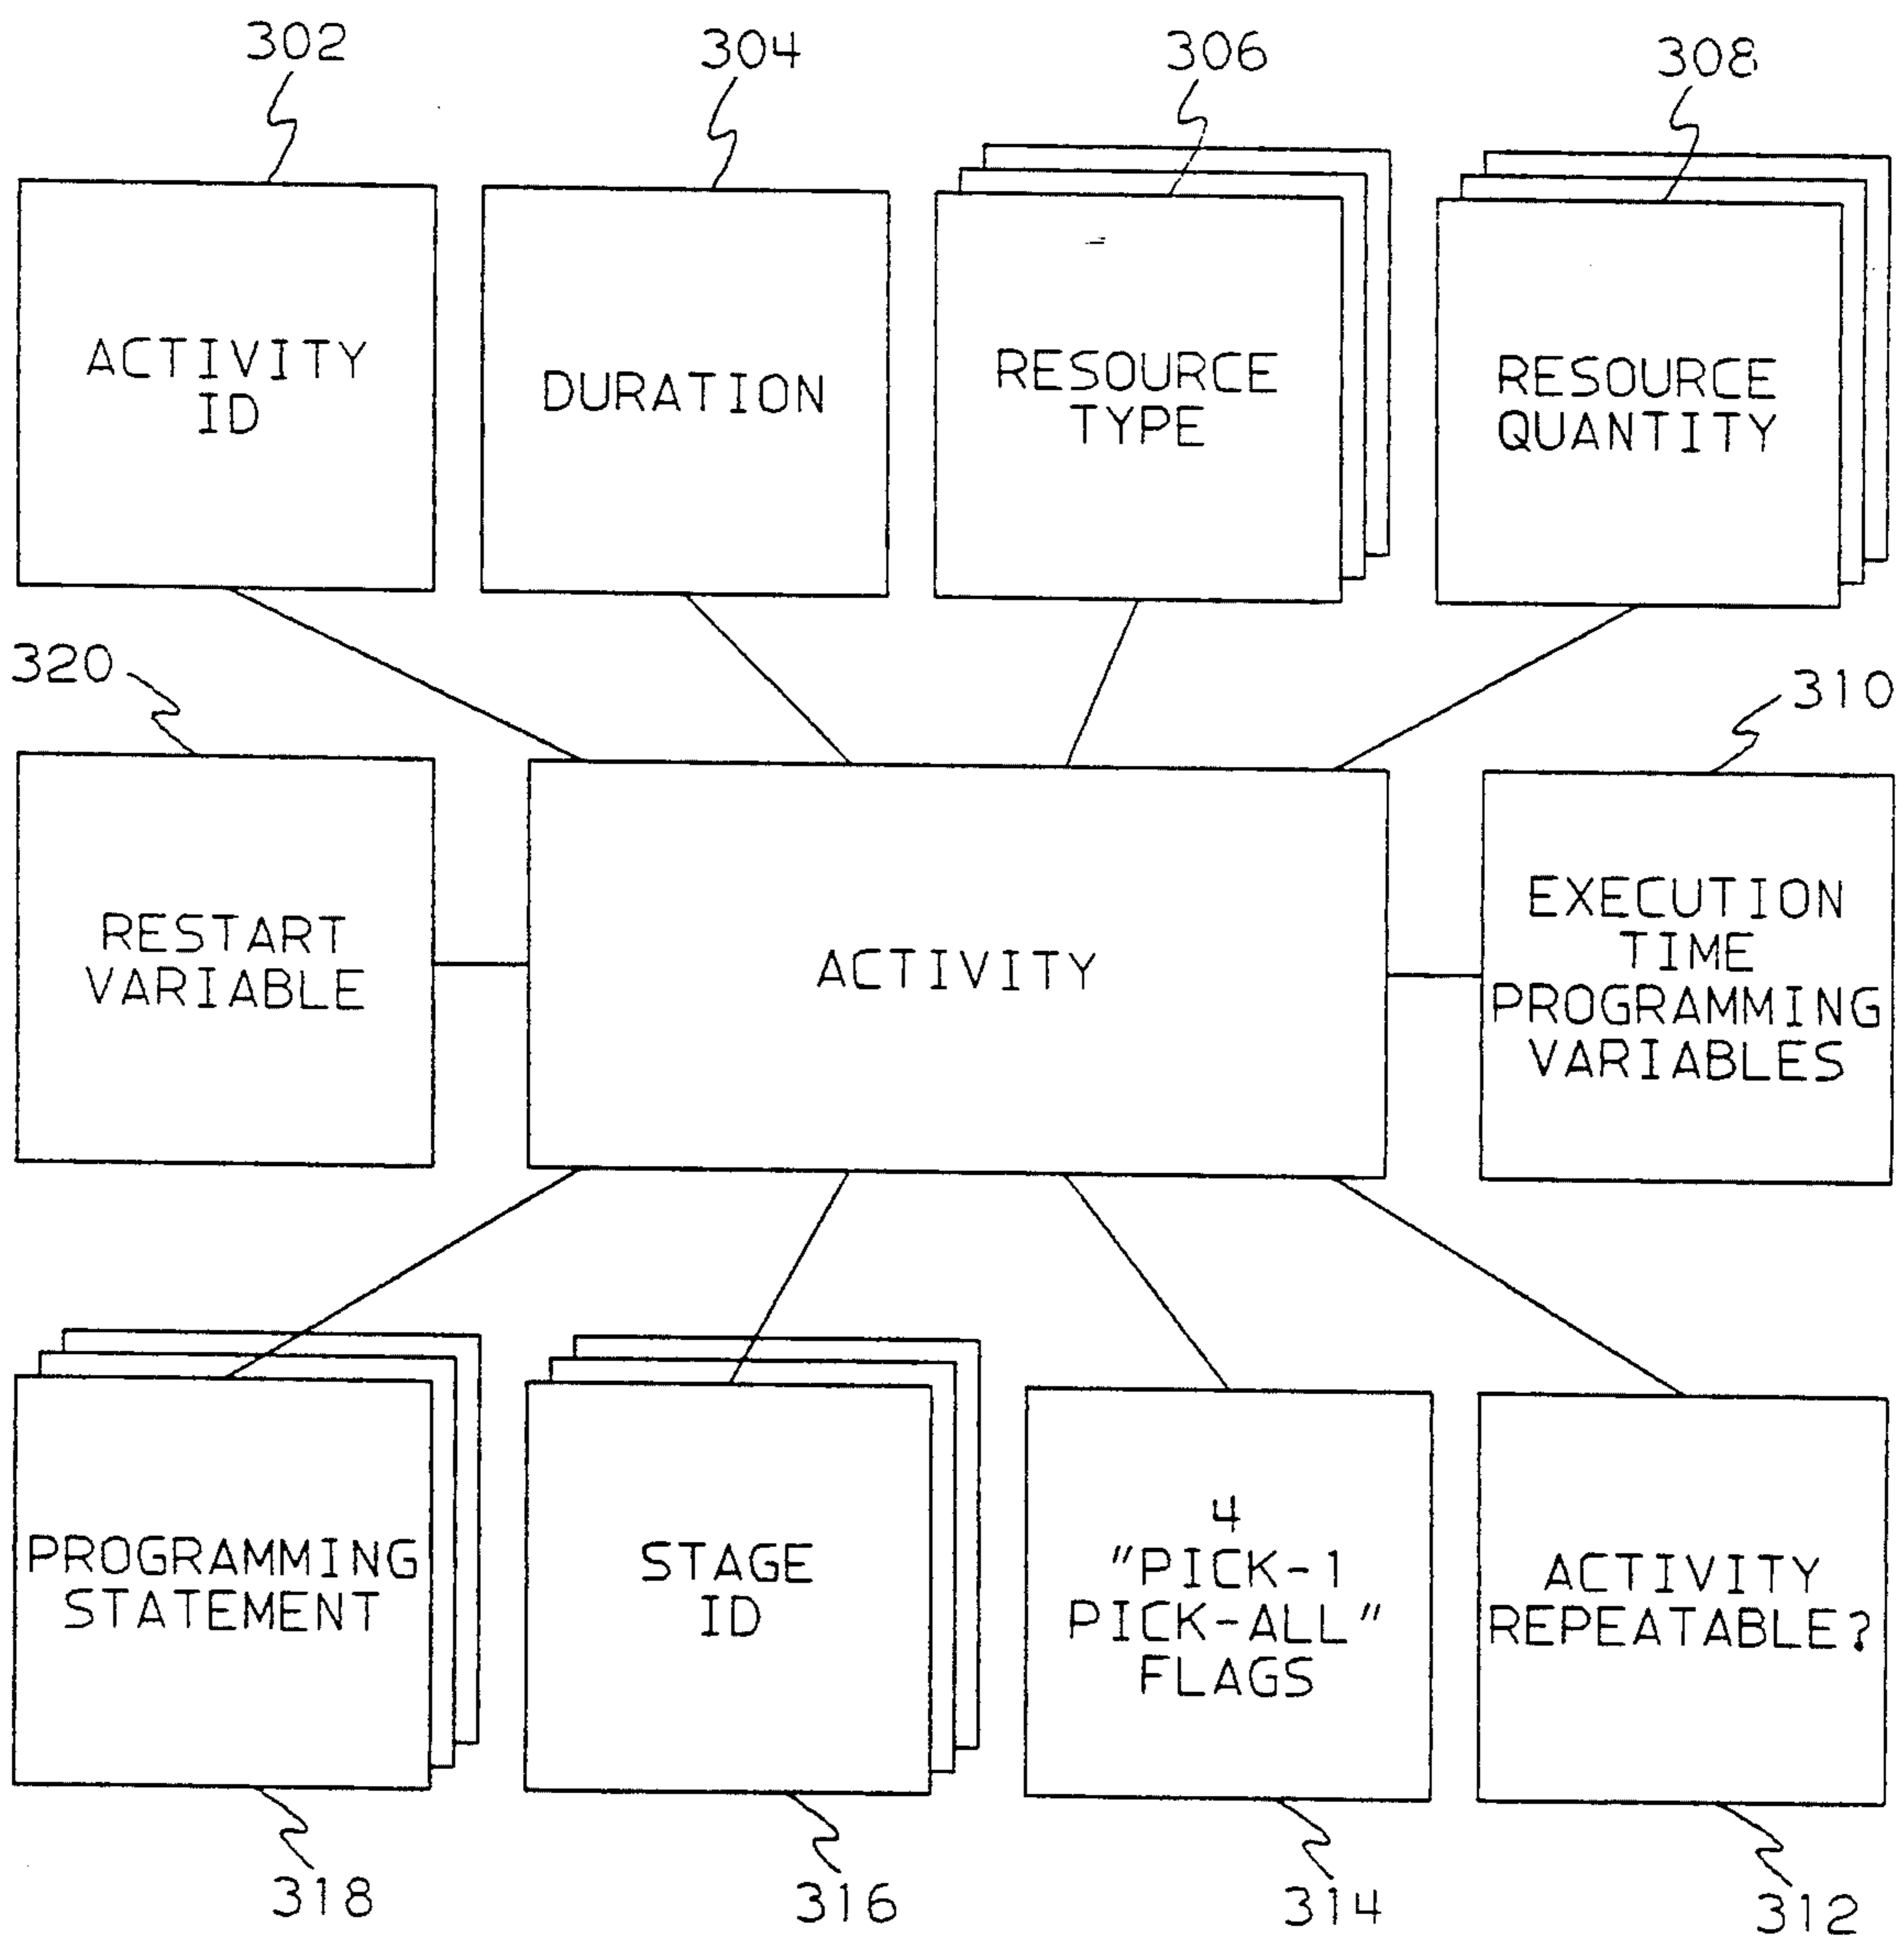 302
304
306
308
ACTIVITY
ID
DURATION
RESOURCE
TYPE
RESOURCE
QUANTITY
320
310
RESTART
VARIABLE
ACTIVITY
EXECUTION
TIME
PROGRAMMING
VARIABLES
PROGRAMMING
STATEMENT
STAGE
ID
4
"PICK-1
PICK-ALL"
FLAGS
ACTIVITY
REPEATABLE?
318
316
314
312